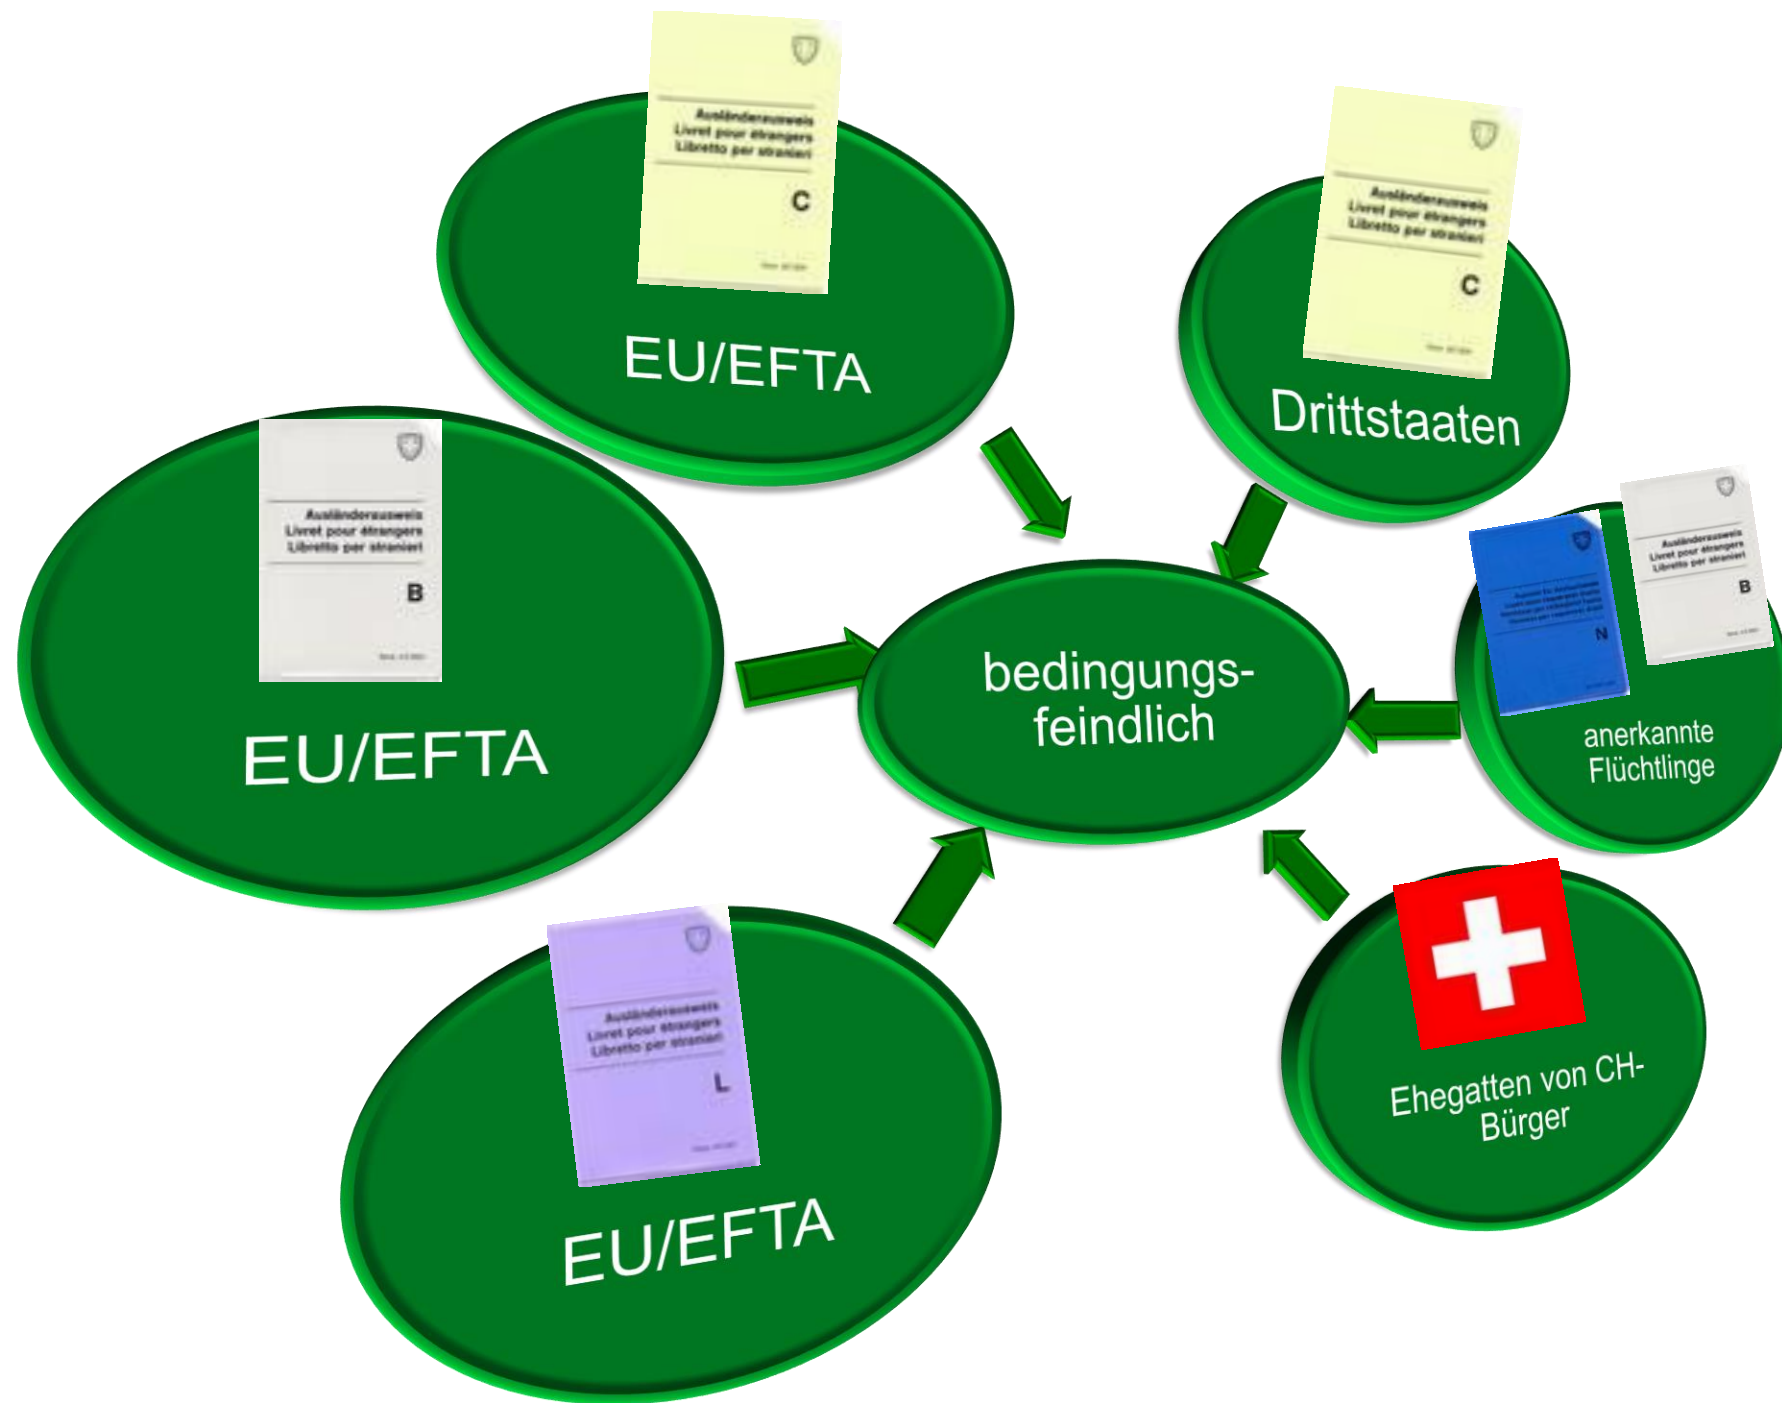 Ausländerausweis
Livret pour étrangers
Libretto per stranieri
C
EU/EFTA
Ausländerausweis
Livret pour étrangers
Libretto per stranieri
C
Drittstaaten
Ausländerausweis
Livret pour étrangers
Libretto per stranieri
B
EU/EFTA
bedingungs-
feindlich
N
Ausländerausweis
Livret pour étrangers
Libretto per stranieri
B
anerkannte
Flüchtlinge
Ausländerausweis
Livret pour étrangers
Libretto per stranieri
L
EU/EFTA
Ehegatten von CH-
Bürger